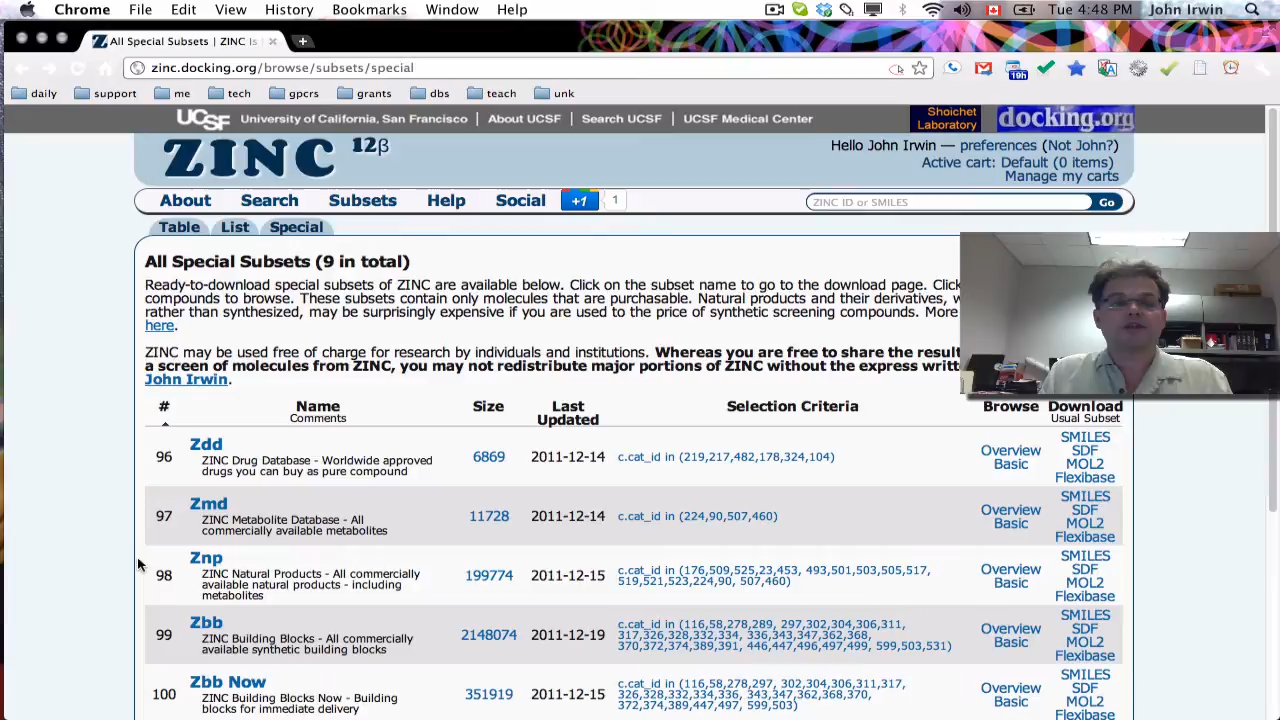 Chrome File Edit View History Bookmarks Window Help Tue 4:48 PM John Irwin
All Special Subsets | ZINC Is
zinc.docking.org/browse/subsets/special
19h
daily support me tech gpcrs grants dbs teach unk
UCSF University of California, San Francisco | About UCSF | Search UCSF | UCSF Medical Center
Shoichet
Laboratory
docking.org
ZINC 12β
Hello John Irwin — preferences (Not John?)
Active cart: Default (0 items)
Manage my carts
About Search Subsets Help Social +1 1 ZINC ID or SMILES Go
Table List Special
All Special Subsets (9 in total)
Ready-to-download special subsets of ZINC are available below. Click on the subset name to go to the download page. Clic
compounds to browse. These subsets contain only molecules that are purchasable. Natural products and their derivatives, w
rather than synthesized, may be surprisingly expensive if you are used to the price of synthetic screening compounds. More
here.
ZINC may be used free of charge for research by individuals and institutions. Whereas you are free to share the result
a screen of molecules from ZINC, you may not redistribute major portions of ZINC without the express writt
John Irwin.
# Name Size Last Selection Criteria Browse Download
Comments Updated Usual Subset
96 Zdd 6869 2011-12-14 c.cat_id in (219,217,482,178,324,104) Overview SMILES
ZINC Drug Database - Worldwide approved Basic SDF
drugs you can buy as pure compound MOL2
Flexibase
97 Zmd 11728 2011-12-14 c.cat_id in (224,90,507,460) Overview SMILES
ZINC Metabolite Database - All Basic SDF
commercially available metabolites MOL2
Flexibase
98 Znp 199774 2011-12-15 c.cat_id in (176,509,525,23,453, 493,501,503,505,517, Overview SMILES
ZINC Natural Products - All commercially 519,521,523,224,90, 507,460) Basic SDF
available natural products - including MOL2
metabolites Flexibase
99 Zbb 2148074 2011-12-19 c.cat_id in (116,58,278,289, 297,302,304,306,311, Overview SMILES
ZINC Building Blocks - All commercially 317,326,328,332,334, 336,343,347,362,368, Basic SDF
available synthetic building blocks 370,372,374,389,391, 446,447,496,497,499, 599,503,531) MOL2
Flexibase
100 Zbb Now 351919 2011-12-15 c.cat_id in (116,58,278,297, 302,304,306,311,317, Overview SMILES
ZINC Building Blocks Now - Building 326,328,332,334,336, 343,347,362,368,370, Basic SDF
blocks for immediate delivery 372,374,389,447,497, 599,503) MOL2
Flexibase